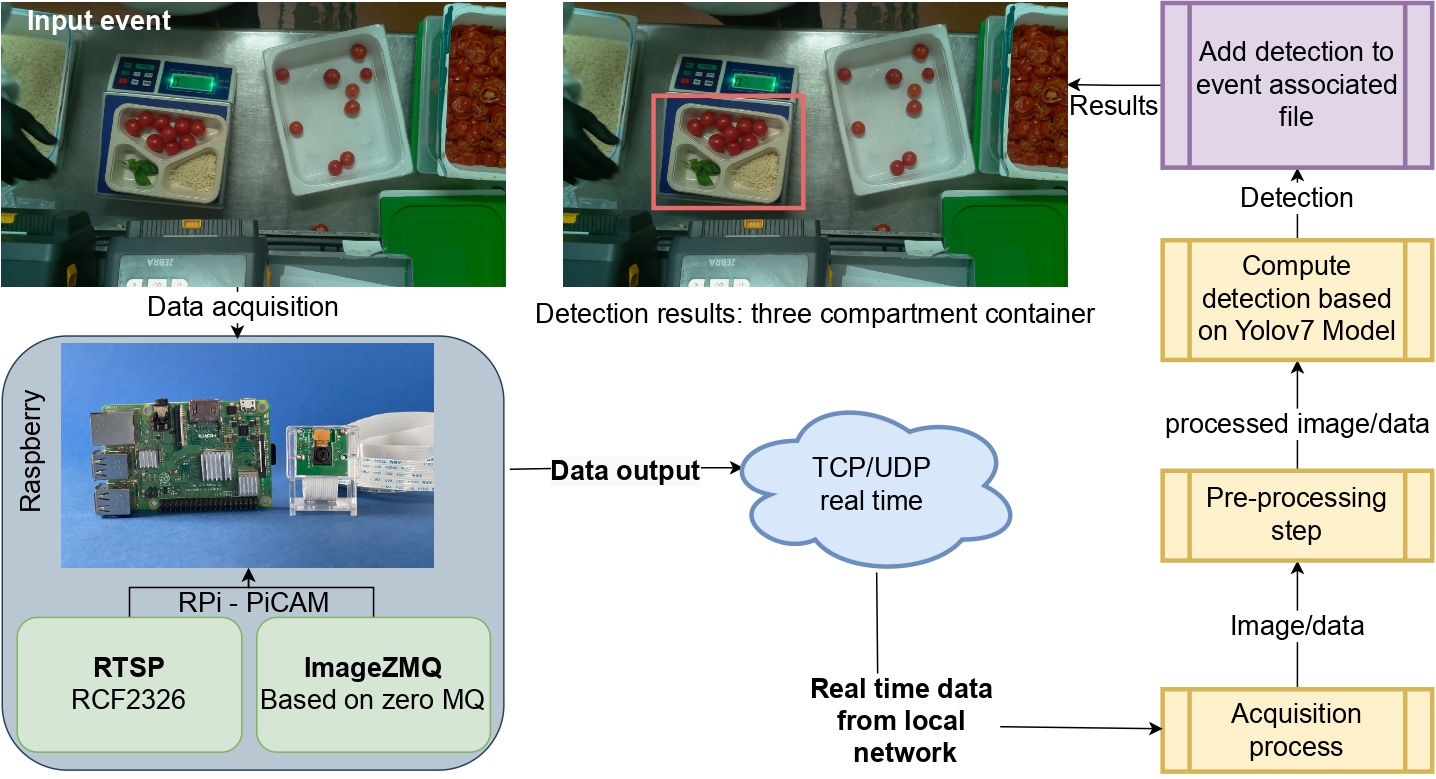 Input event
ZEBRA
Data acquisition
Raspberry
RPi - PiCAM
RTSP
RCF2326
ImageZMQ
Based on zero MQ
Data output
TCP/UDP
real time
Real time data
from local
network
Acquisition
process
Image/data
Pre-processing
step
processed image/data
Compute
detection based
on Yolov7 Model
Detection
Add detection to
event associated
file
Results
ZEBRA
Detection results: three compartment container